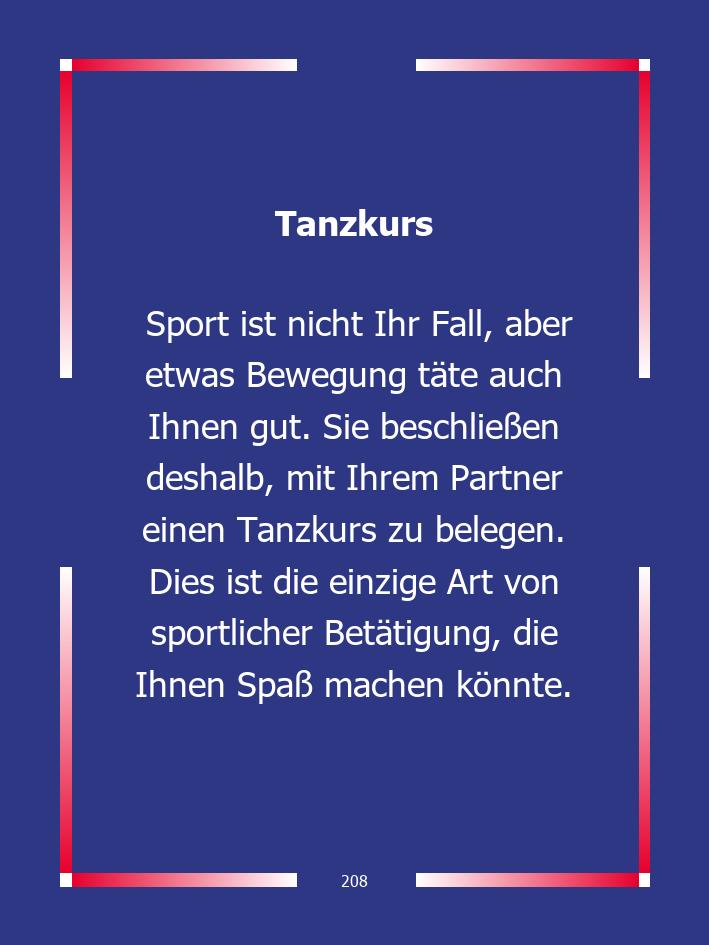 Tanzkurs
Sport ist nicht Ihr Fall, aber
etwas Bewegung täte auch
Ihnen gut. Sie beschließen
deshalb, mit Ihrem Partner
einen Tanzkurs zu belegen.
Dies ist die einzige Art von
sportlicher Betätigung, die
Ihnen Spaß machen könnte.
208